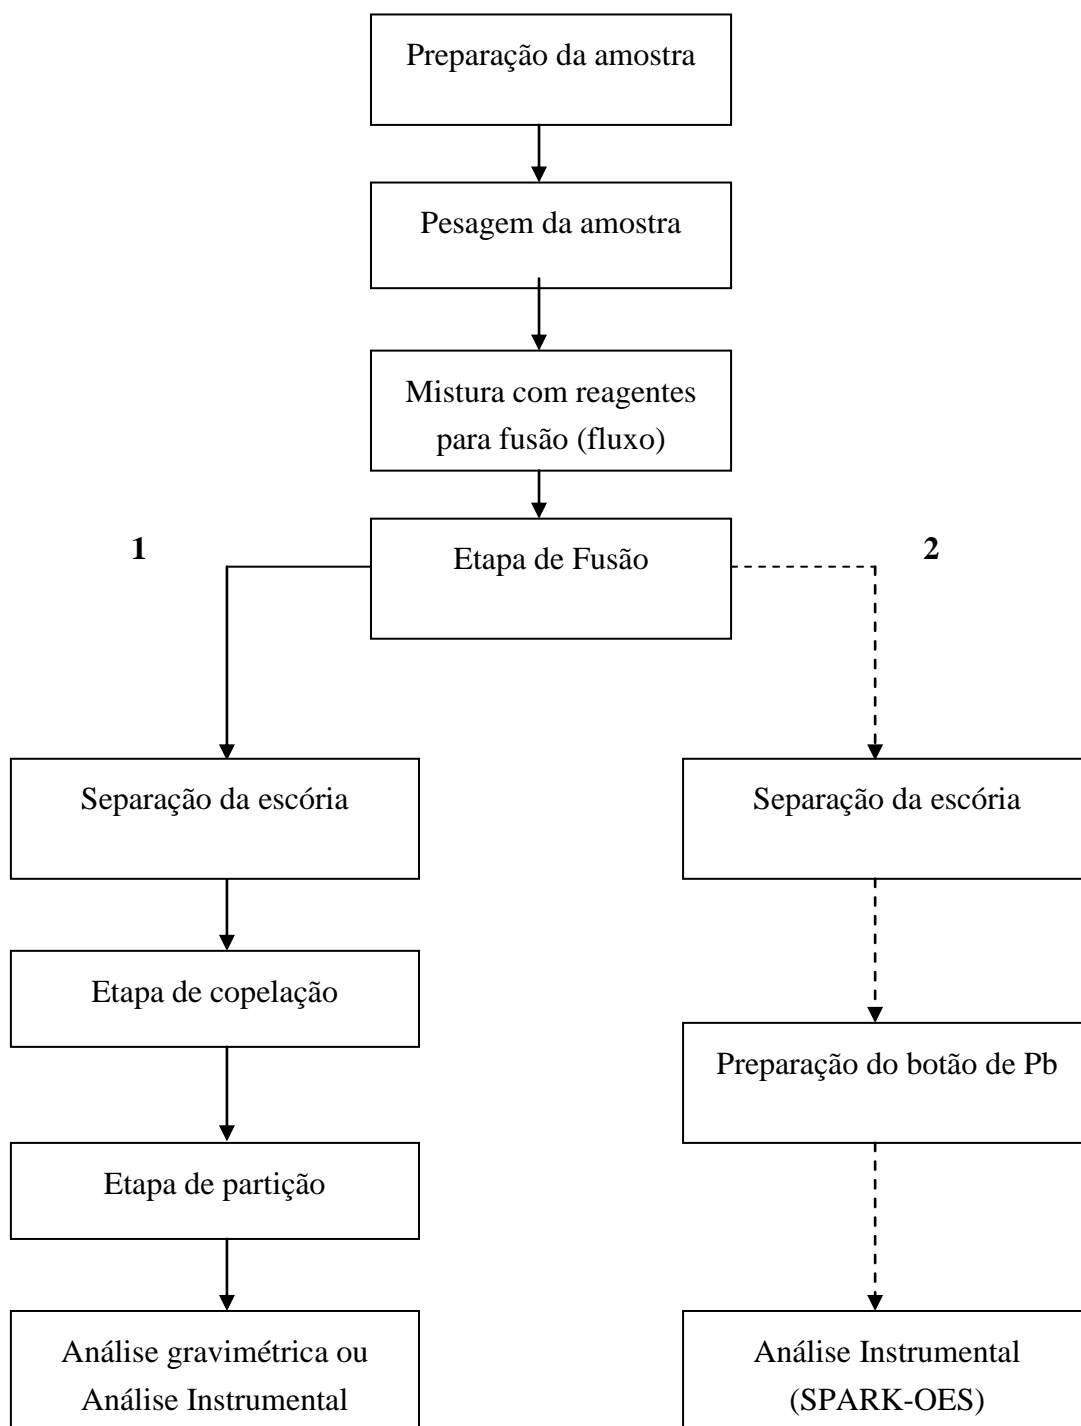 Preparação da amostra
Pesagem da amostra
Mistura com reagentes
para fusão (fluxo)
Etapa de Fusão
1
2
Separação da escória
Etapa de copelação
Etapa de partição
Análise gravimétrica ou
Análise Instrumental
Separação da escória
Preparação do botão de Pb
Análise Instrumental
(SPARK-OES)